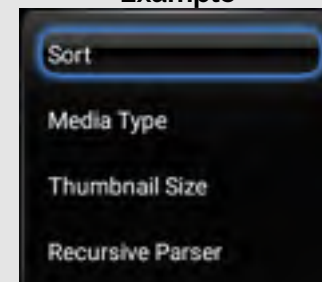 Example
Sort
Media Type
Thumbnail Size
Recursive Parser